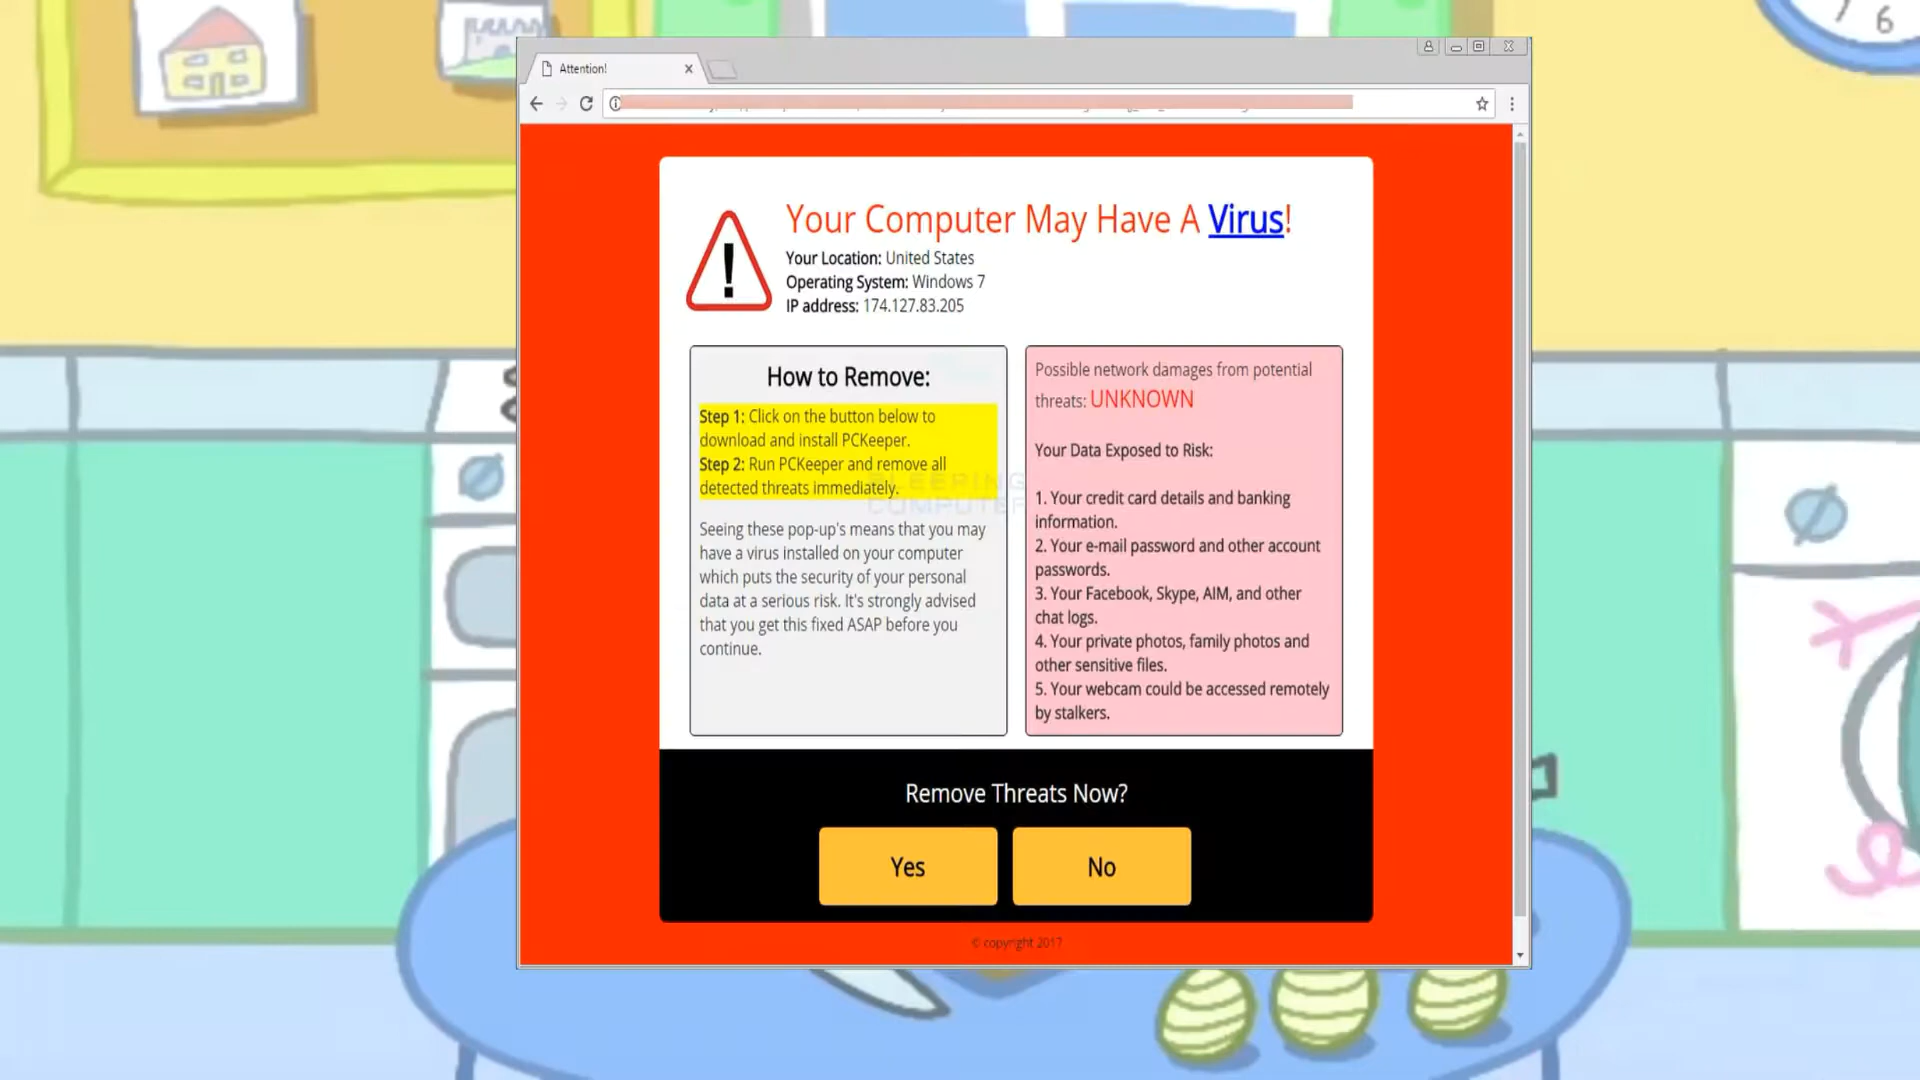 7 6
Attention!
Your Computer May Have A Virus!
Your Location: United States
Operating System: Windows 7
IP address: 174.127.83.205
How to Remove:
Step 1: Click on the button below to
download and install PCKeeper.
Step 2: Run PCKeeper and remove all
detected threats immediately.
Seeing these pop-up's means that you may
have a virus installed on your computer
which puts the security of your personal
data at a serious risk. It's strongly advised
that you get this fixed ASAP before you
continue.
BLEEPING
COMPUTER
Possible network damages from potential
threats: UNKNOWN
Your Data Exposed to Risk:
1. Your credit card details and banking
information.
2. Your e-mail password and other account
passwords.
3. Your Facebook, Skype, AIM, and other
chat logs.
4. Your private photos, family photos and
other sensitive files.
5. Your webcam could be accessed remotely
by stalkers.
Remove Threats Now?
Yes
No
© copyright 2017